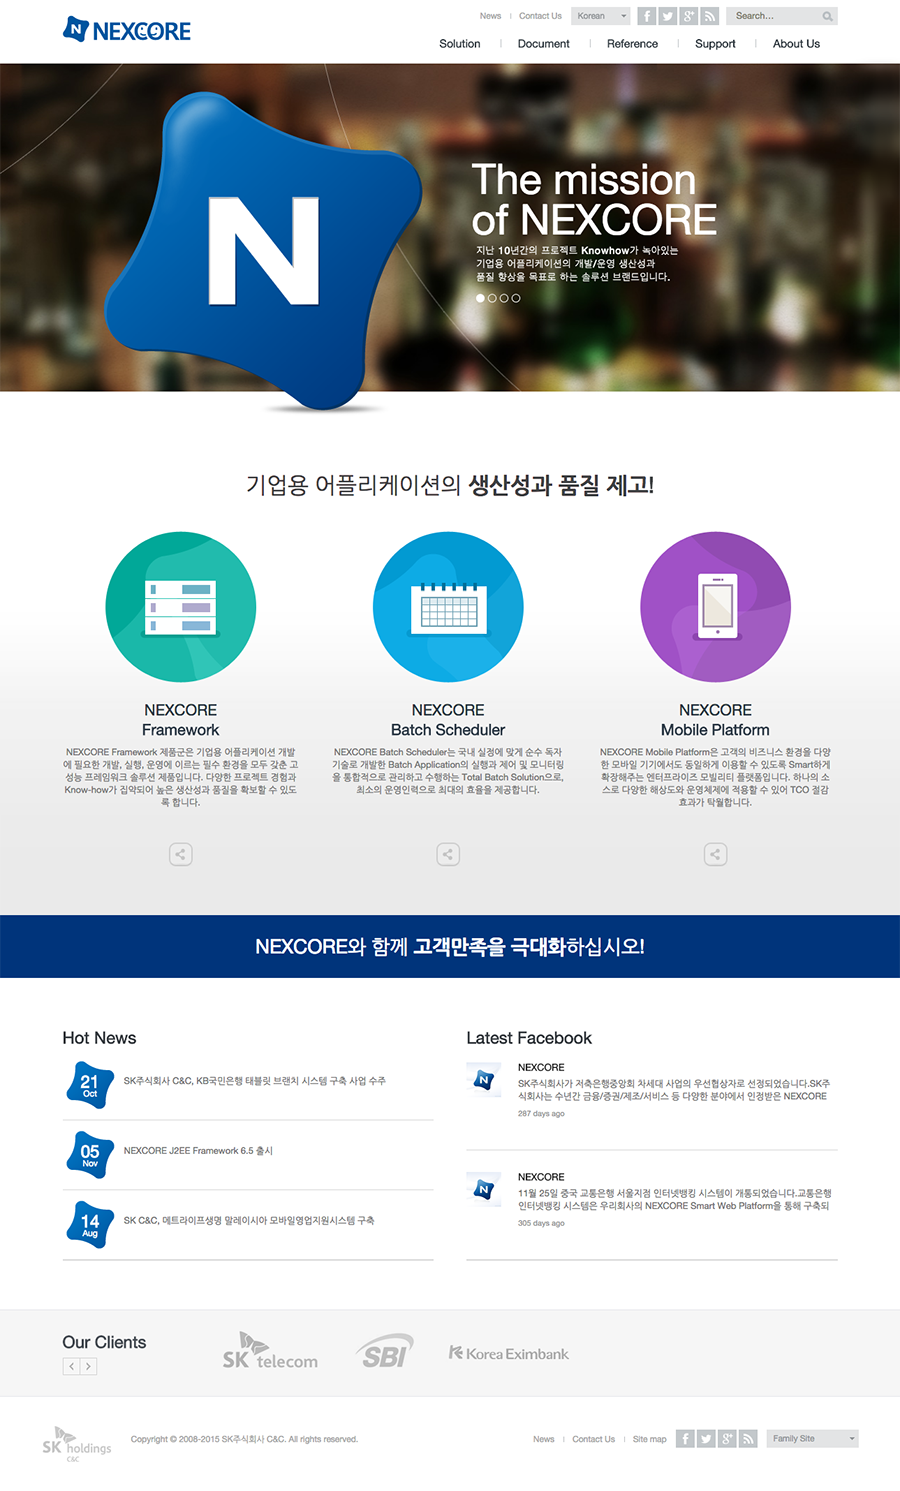 News
Contact Us
Korean
Search...
N NEXCORE
Solution
Document
Reference
Support
About Us
N
The mission
of NEXCORE
지난 10년간의 프로젝트 Knowhow가 녹아있는
기업용 어플리케이션의 개발/운영 생산성과
품질 향상을 목표로 하는 솔루션 브랜드입니다.
기업용 어플리케이션의 생산성과 품질 제고!
NEXCORE
Framework
NEXCORE Framework 제품군은 기업용 어플리케이션 개발
에 필요한 개발, 실행, 운영에 이르는 필수 환경을 모두 갖춘 고
성능 프레임워크 솔루션 제품입니다. 다양한 프로젝트 경험과
Know-how가 집약되어 높은 생산성과 품질을 확보할 수 있도
록 합니다.
NEXCORE
Batch Scheduler
NEXCORE Batch Scheduler는 국내 실정에 맞게 순수 독자
기술로 개발한 Batch Application의 실행과 제어 및 모니터링
을 통합적으로 관리하고 수행하는 Total Batch Solution으로,
최소의 운영인력으로 최대의 효율을 제공합니다.
NEXCORE
Mobile Platform
NEXCORE Mobile Platform은 고객의 비즈니스 환경을 다양
한 모바일 기기에서도 동일하게 이용할 수 있도록 Smart하게
확장해주는 엔터프라이즈 모빌리티 플랫폼입니다. 하나의 소
스로 다양한 해상도와 운영체제에 적용할 수 있어 TCO 절감
효과가 탁월합니다.
NEXCORE와 함께 고객만족을 극대화하십시오!
Hot News
21
Oct
SK주식회사 C&C, KB국민은행 태블릿 브랜치 시스템 구축 사업 수주
05
Nov
NEXCORE J2EE Framework 6.5 출시
14
Aug
SK C&C, 메트라이프생명 말레이시아 모바일영업지원시스템 구축
Latest Facebook
N
NEXCORE
SK주식회사가 저축은행중앙회 차세대 사업의 우선협상자로 선정되었습니다.SK주
식회사는 수년간 금융/증권/제조/서비스 등 다양한 분야에서 인정받은 NEXCORE
287 days ago
N
NEXCORE
11월 25일 중국 교통은행 서울지점 인터넷뱅킹 시스템이 개통되었습니다.교통은행
인터넷뱅킹 시스템은 우리회사의 NEXCORE Smart Web Platform을 통해 구축되
305 days ago
Our Clients
SK telecom
SBI
Korea Eximbank
SK holdings
C&C
Copyright © 2008-2015 SK주식회사 C&C. All rights reserved.
News
Contact Us
Site map
Family Site